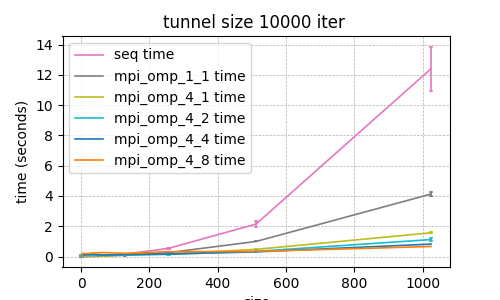 tunnel size 10000 iter
time (seconds)
14
12
10
8
6
4
2
0
seq time
mpi_omp_1_1 time
mpi_omp_4_1 time
mpi_omp_4_2 time
mpi_omp_4_4 time
mpi_omp_4_8 time
0
200
400
600
800
1000
size